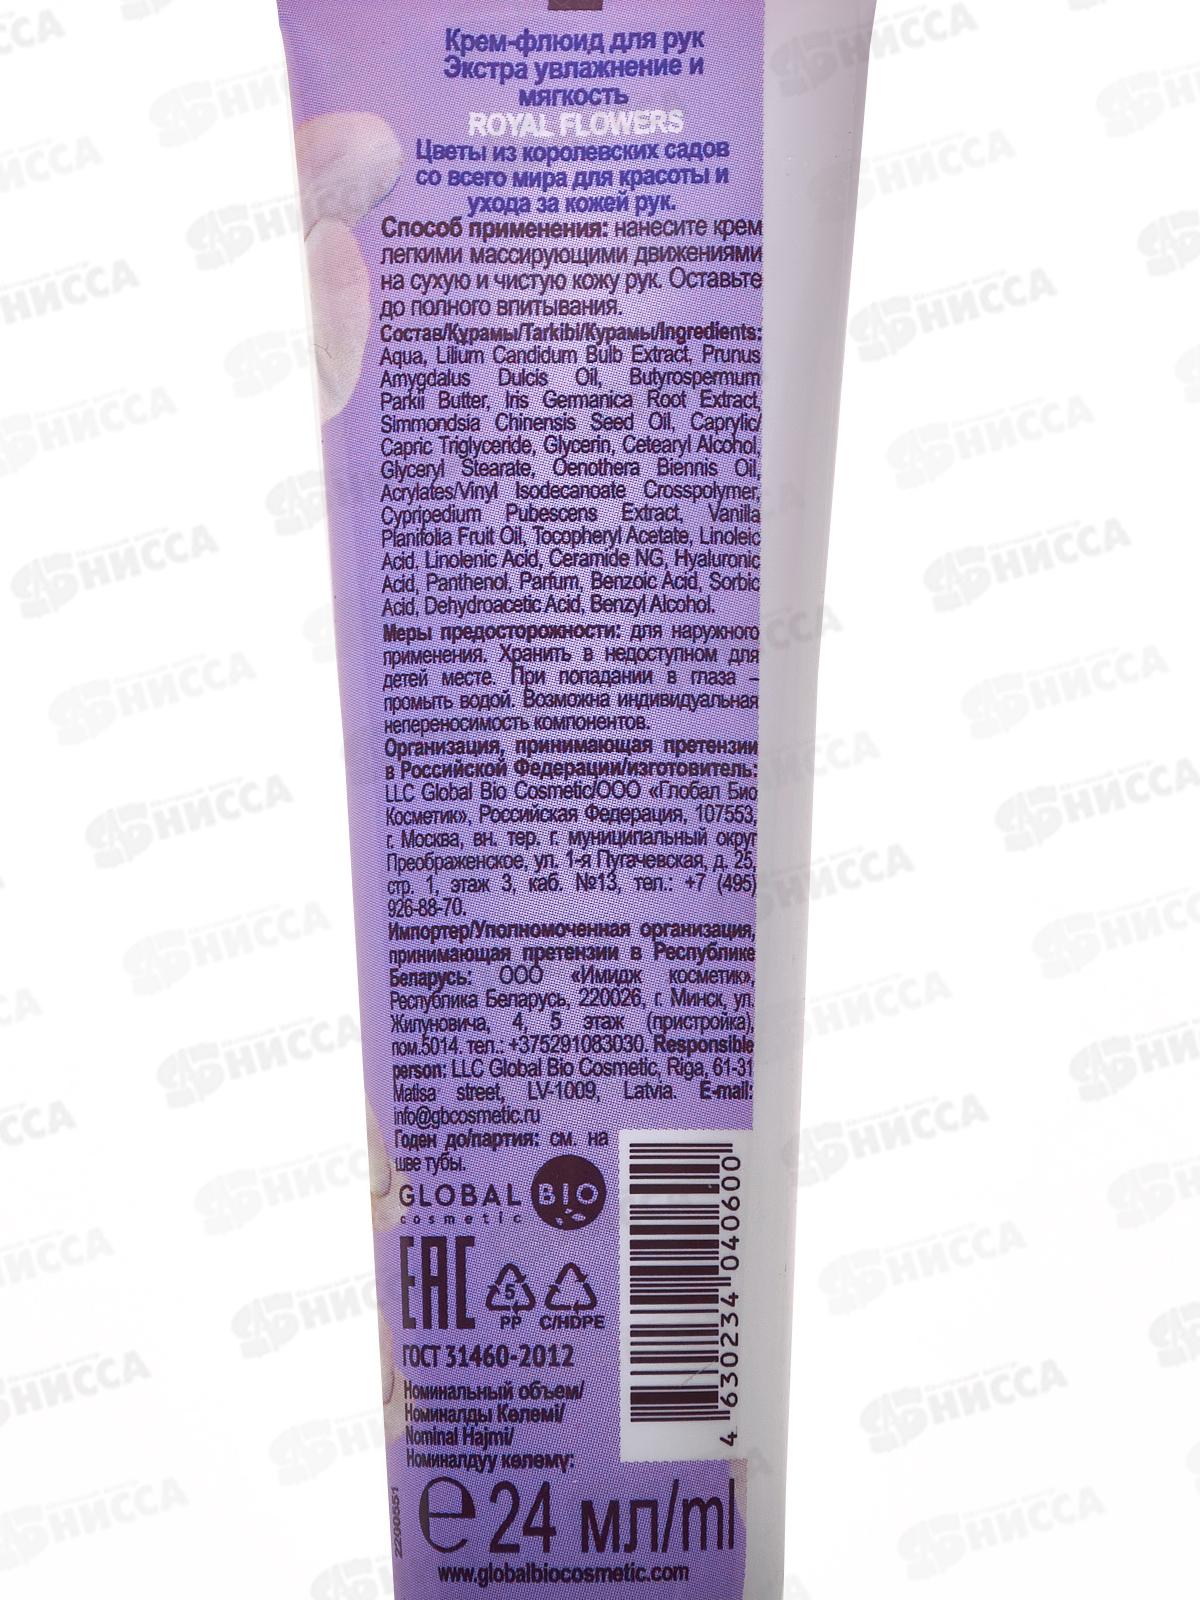 Крем-флюид для рук
Экстра увлажнение и
мягкость
ROYAL FLOWERS
Цветы из королевских садов
со всего мира для красоты и
ухода за кожей рук.
Способ применения: нанесите крем
легкими массирующими движениями
на сухую и чистую кожу рук. Оставьте
до полного впитывания.
Состав/Құрамы/Tarkibi/Курамы/Ingredients:
Aqua, Lilium Candidum Bulb Extract, Prunus
Amygdalus Dulcis Oil, Butyrospermum
Parkii Butter, Iris Germanica Root Extract,
Simmondsia Chinensis Seed Oil, Caprylic/
Capric Triglyceride, Glycerin, Cetearyl Alcohol,
Glyceryl Stearate, Oenothera Biennis Oil,
Acrylates/Vinyl Isodecanoate Crosspolymer,
Cypripedium Pubescens Extract, Vanilla
Planifolia Fruit Oil, Tocopheryl Acetate, Linoleic
Acid, Linolenic Acid, Ceramide NG, Hyaluronic
Acid, Panthenol, Parfum, Benzoic Acid, Sorbic
Acid, Dehydroacetic Acid, Benzyl Alcohol.
Меры предосторожности: для наружного
применения. Хранить в недоступном для
детей месте. При попадании в глаза –
промыть водой. Возможна индивидуальная
непереносимость компонентов.
Организация, принимающая претензии
в Российской Федерации/изготовитель:
LLC Global Bio Cosmetic/ООО «Глобал Био
Косметик», Российская Федерация, 107553,
г. Москва, вн. тер. г. муниципальный округ
Преображенское, ул. 1-я Пугачевская, д. 25,
стр. 1, этаж 3, каб. №13, тел.: +7 (495)
926-88-70.
Импортер/Уполномоченная организация,
принимающая претензии в Республике
Беларусь: ООО «Имидж косметик»,
Республика Беларусь, 220026, г. Минск, ул.
Жилуновича, 4, 5 этаж (пристройка),
пом.5014. тел.: +375291083030. Responsible
person: LLC Global Bio Cosmetic, Riga, 61-31
Matisa street, LV-1009, Latvia. E-mail:
info@gbcosmetic.ru
Годен до/партия: см. на
шве тубы.
GLOBAL BIO
cosmetic
EAC
5
PP
C/HDPE
ГОСТ 31460-2012
Номинальный объем/
Номиналды Көлемі/
Nominal Hajmi/
Номиналдуу көлөмү:
℮ 24 мл/ml
www.globalbiocosmetic.com
4 630234 040600
2200551
НИССА